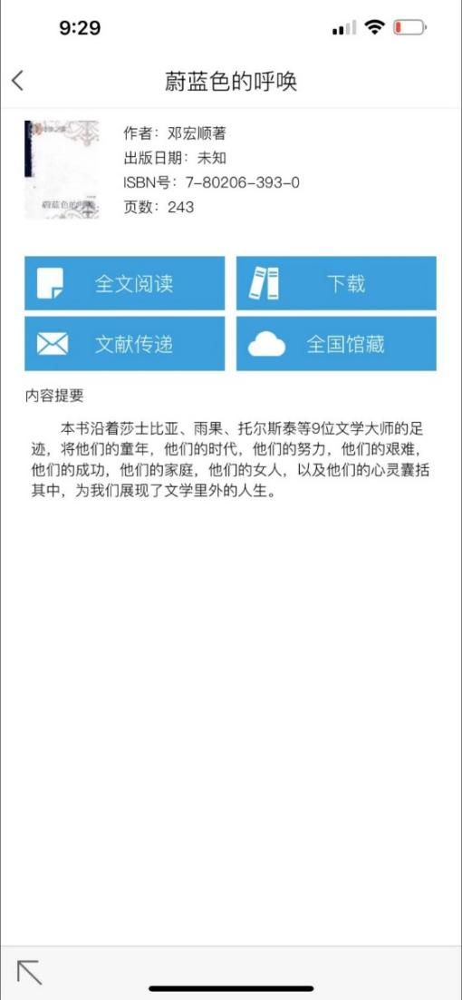 9:29
蔚蓝色的呼唤
作者：邓宏顺著
出版日期：未知
ISBN号：7-80206-393-0
页数：243
蔚蓝色的呼唤
全文阅读
下载
文献传递
全国馆藏
内容提要
本书沿着莎士比亚、雨果、托尔斯泰等9位文学大师的足
迹，将他们的童年，他们的时代，他们的努力，他们的艰难，
他们的成功，他们的家庭，他们的女人，以及他们的心灵囊括
其中，为我们展现了文学里外的人生。